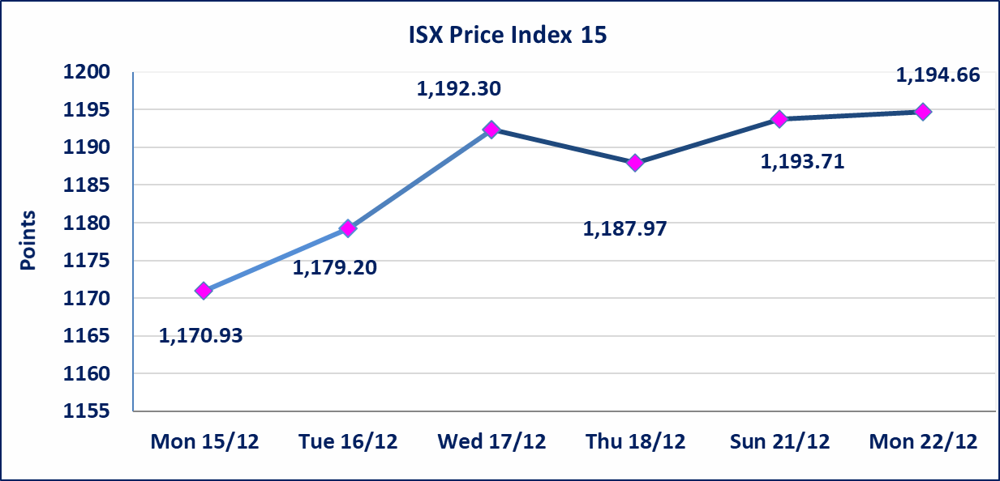 ISX Price Index 15
Points
1200
1195
1190
1185
1180
1175
1170
1165
1160
1155
1,170.93
1,179.20
1,192.30
1,187.97
1,193.71
1,194.66
Mon 15/12
Tue 16/12
Wed 17/12
Thu 18/12
Sun 21/12
Mon 22/12